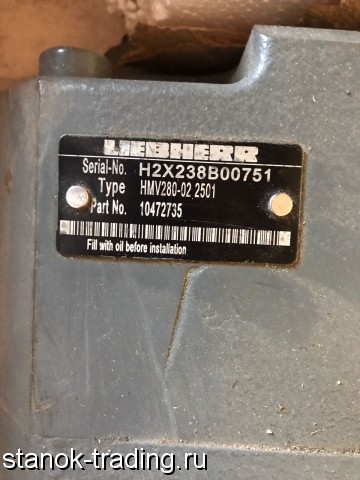 LIEBHERR
Serial-No. H2X238B00751
Type HMV280-02 2501
Part No. 10472735
Fill with oil before installation
stanok-trading.ru